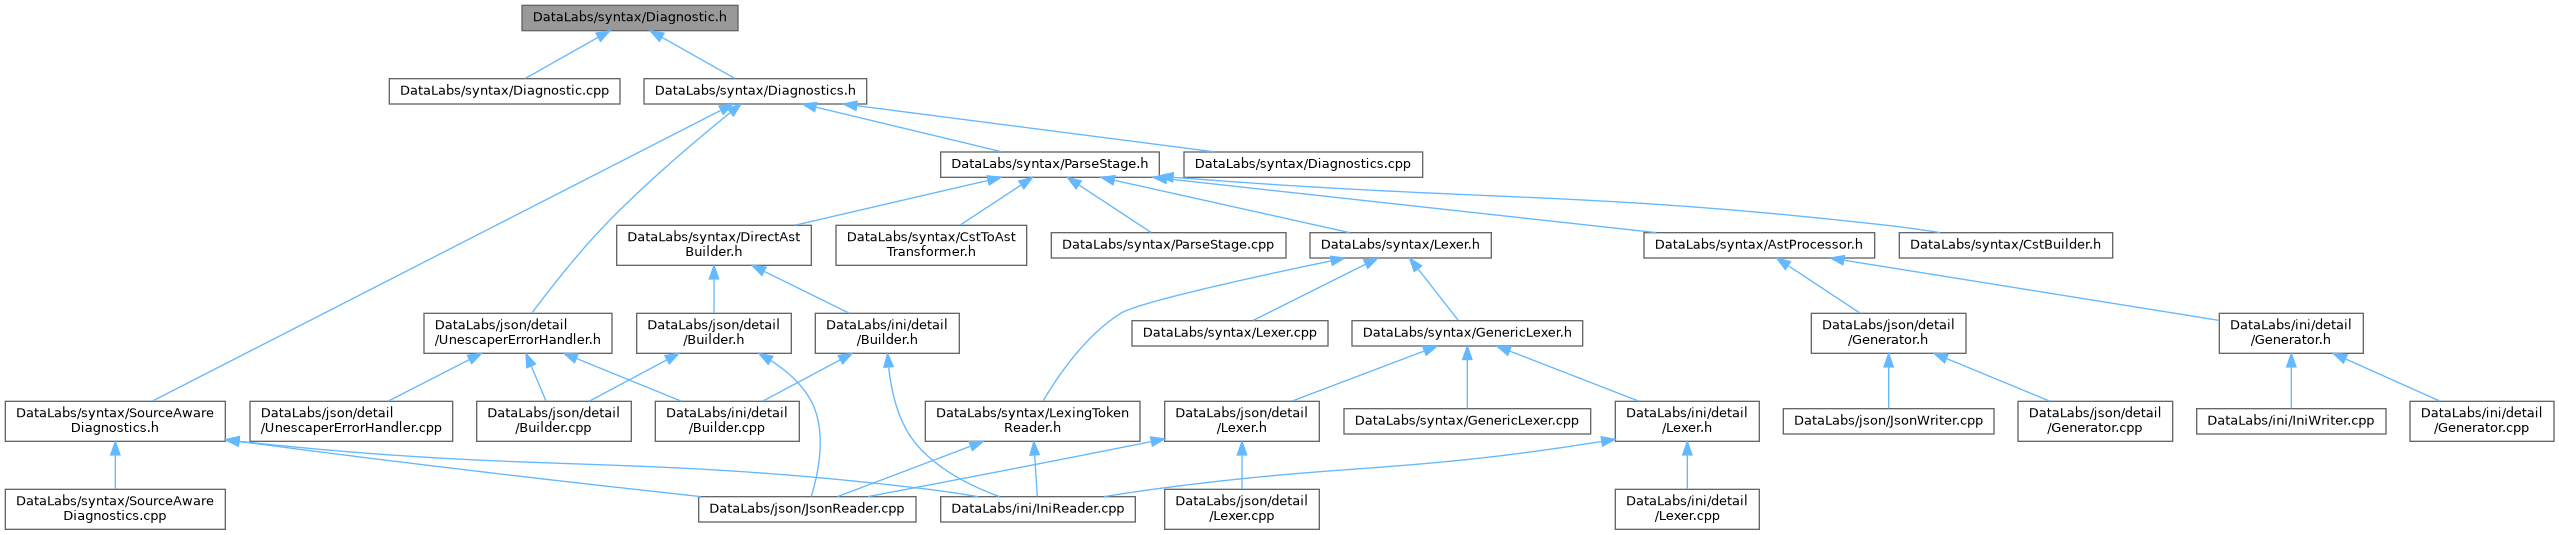 DataLabs/syntax/Diagnostic.h
DataLabs/syntax/Diagnostic.cpp
DataLabs/syntax/Diagnostics.h
DataLabs/syntax/ParseStage.h
DataLabs/syntax/Diagnostics.cpp
DataLabs/syntax/DirectAst
Builder.h
DataLabs/syntax/CstToAst
Transformer.h
DataLabs/syntax/ParseStage.cpp
DataLabs/syntax/Lexer.h
DataLabs/syntax/AstProcessor.h
DataLabs/syntax/CstBuilder.h
DataLabs/json/detail
/UnescaperErrorHandler.h
DataLabs/json/detail
/Builder.h
DataLabs/ini/detail
/Builder.h
DataLabs/syntax/Lexer.cpp
DataLabs/syntax/GenericLexer.h
DataLabs/json/detail
/Generator.h
DataLabs/ini/detail
/Generator.h
DataLabs/syntax/SourceAware
Diagnostics.h
DataLabs/json/detail
/UnescaperErrorHandler.cpp
DataLabs/json/detail
/Builder.cpp
DataLabs/ini/detail
/Builder.cpp
DataLabs/syntax/LexingToken
Reader.h
DataLabs/json/detail
/Lexer.h
DataLabs/syntax/GenericLexer.cpp
DataLabs/ini/detail
/Lexer.h
DataLabs/json/JsonWriter.cpp
DataLabs/json/detail
/Generator.cpp
DataLabs/ini/IniWriter.cpp
DataLabs/ini/detail
/Generator.cpp
DataLabs/syntax/SourceAware
Diagnostics.cpp
DataLabs/json/JsonReader.cpp
DataLabs/ini/IniReader.cpp
DataLabs/json/detail
/Lexer.cpp
DataLabs/ini/detail
/Lexer.cpp